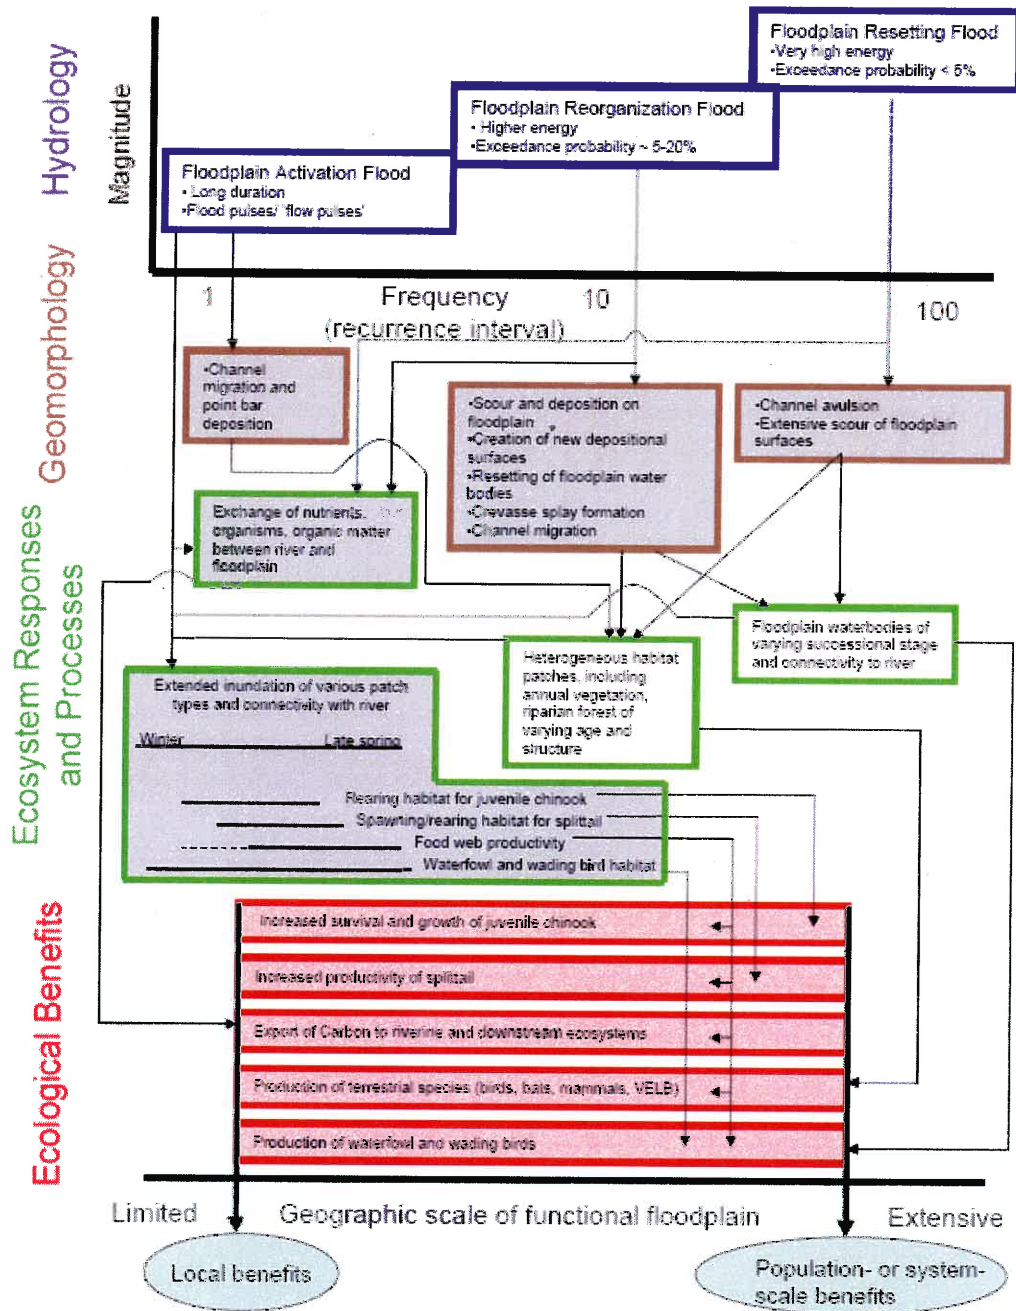 Hydrology
Magnitude
Floodplain Resetting Flood
•Very high energy
•Exceedance probability < 5%
Floodplain Reorganization Flood
• Higher energy
•Exceedance probability ~ 5-20%
Floodplain Activation Flood
• Long duration
•Flood pulses/ 'flow pulses'
1
Frequency
(recurrence interval)
10
100
Geomorphology
•Channel
migration and
point bar
deposition
•Scour and deposition on
floodplain
•Creation of new depositional
surfaces
•Resetting of floodplain water
bodies
•Crevasse splay formation
•Channel migration
•Channel avulsion
•Extensive scour of floodplain
surfaces
Ecosystem Responses
and Processes
Exchange of nutrients,
organisms, organic matter
between river and
floodplain
Heterogeneous habitat
patches, including
annual vegetation,
riparian forest of
varying age and
structure
Floodplain waterbodies of
varying successional stage
and connectivity to river
Extended inundation of various patch
types and connectivity with river
Winter Late spring
Rearing habitat for juvenile chinook
Spawning/rearing habitat for splittail
Food web productivity
Waterfowl and wading bird habitat
Ecological Benefits
Increased survival and growth of juvenile chinook
Increased productivity of splittail
Export of Carbon to riverine and downstream ecosystems
Production of terrestrial species (birds, bats, mammals, VELB)
Production of waterfowl and wading birds
Limited
Geographic scale of functional floodplain
Extensive
Local benefits
Population- or system-
scale benefits